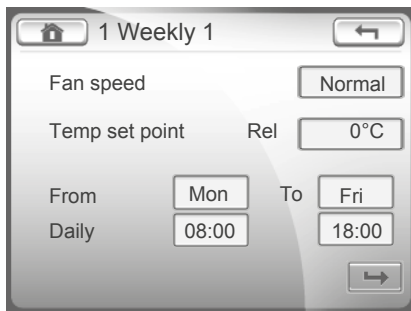 1 Weekly 1
Fan speed Normal
Temp set point Rel 0°C
From Mon To Fri
Daily 08:00 18:00